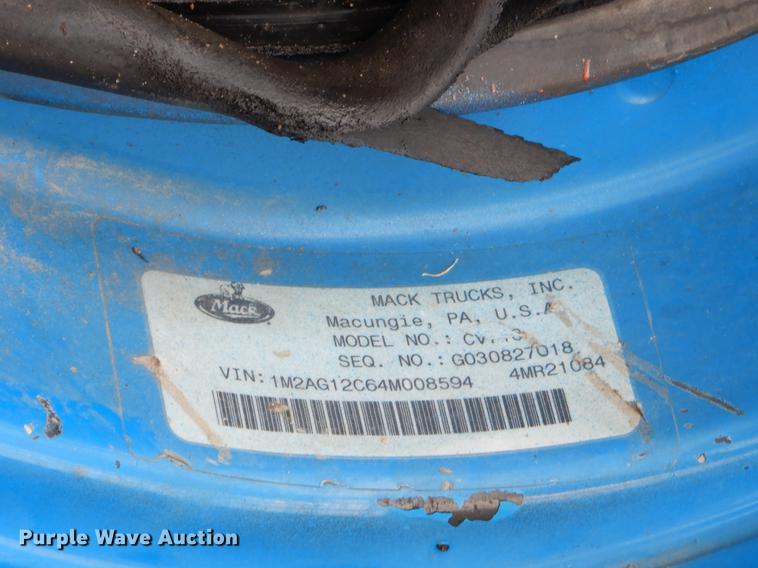 Mack
MACK TRUCKS, INC.
Macungie, PA, U.S.A
MODEL NO.:
SEQ. NO.: G030827018
VIN: 1M2AG12C64M008594 4MR21084
Purple Wave Auction